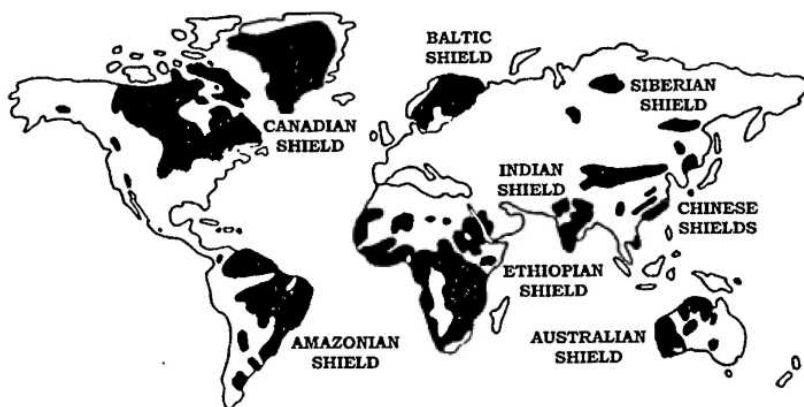 BALTIC
SHIELD
SIBERIAN
SHIELD
CANADIAN
SHIELD
INDIAN
SHIELD
CHINESE
SHIELDS
ETHIOPIAN
SHIELD
AMAZONIAN
SHIELD
AUSTRALIAN
SHIELD